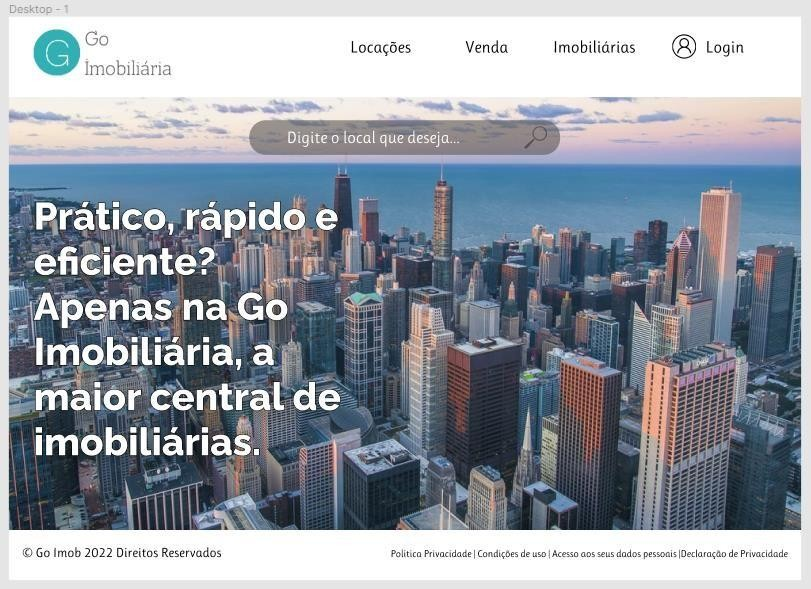 Desktop - 1
Go
Imobiliária
Locações
Venda
Imobiliárias
Login
G
Digite o local que deseja...
Prático, rápido e
eficiente?
Apenas na Go
Imobiliária, a
maior central de
imobiliárias.
© Go Imob 2022 Direitos Reservados
Politica Privacidade | Condições de uso | Acesso aos seus dados pessoais |Declaração de Privacidade